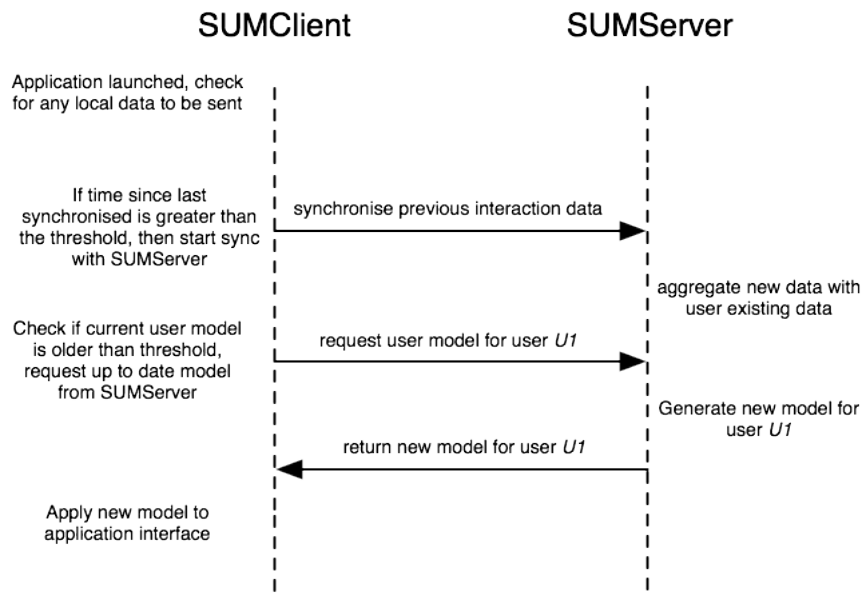 SUMClient
SUMServer
Application launched, check
for any local data to be sent
If time since last
synchronised is greater than
the threshold, then start sync
with SUMServer
synchronise previous interaction data
aggregate new data with
user existing data
Check if current user model
is older than threshold,
request up to date model
from SUMServer
request user model for user U1
Generate new model for
user U1
return new model for user U1
Apply new model to
application interface